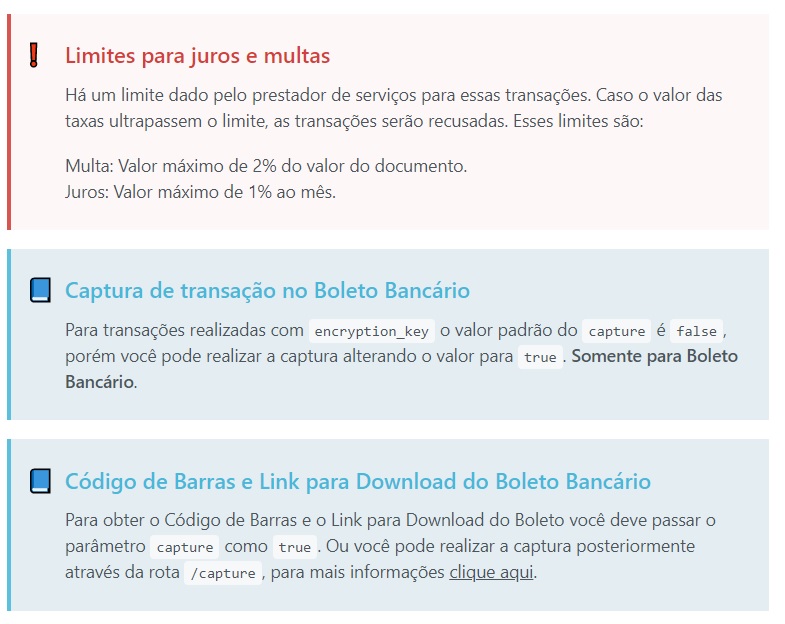 Limites para juros e multas
Há um limite dado pelo prestador de serviços para essas transações. Caso o valor das
taxas ultrapassem o limite, as transações serão recusadas. Esses limites são:
Multa: Valor máximo de 2% do valor do documento.
Juros: Valor máximo de 1% ao mês.
Captura de transação no Boleto Bancário
Para transações realizadas com encryption_key o valor padrão do capture é false,
porém você pode realizar a captura alterando o valor para true. Somente para Boleto
Bancário.
Código de Barras e Link para Download do Boleto Bancário
Para obter o Código de Barras e o Link para Download do Boleto você deve passar o
parâmetro capture como true. Ou você pode realizar a captura posteriormente
através da rota /capture, para mais informações clique aqui.